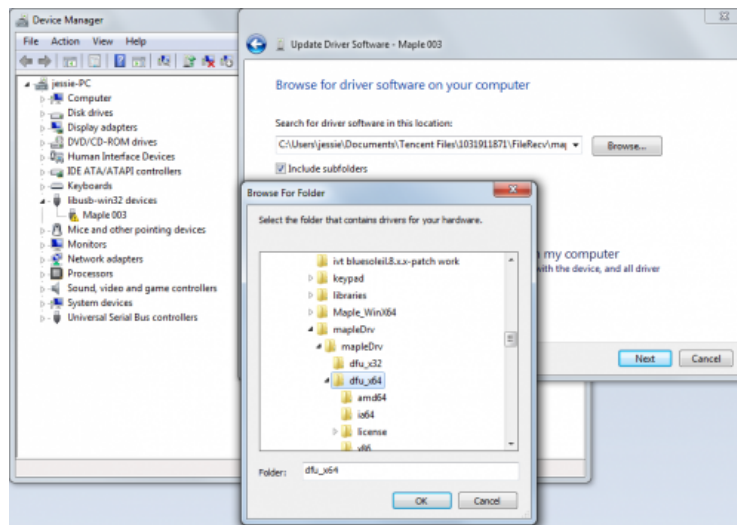 Device Manager
File Action View Help
jessie-PC
Computer
Disk drives
Display adapters
DVD/CD-ROM drives
Human Interface Devices
IDE ATA/ATAPI controllers
Keyboards
libusb-win32 devices
Maple 003
Mice and other pointing devices
Monitors
Network adapters
Processors
Sound, video and game controllers
System devices
Universal Serial Bus controllers
Update Driver Software - Maple 003
Browse for driver software on your computer
Search for driver software in this location:
C:\Users\jessie\Documents\Tencent Files\1031911871\FileRecv\map
Browse...
Include subfolders
my computer
with the device, and all driver
Next
Cancel
Browse For Folder
Select the folder that contains drivers for your hardware.
ivt bluesoleil.8.x.x-patch work
keypad
libraries
Maple_WinX64
mapleDrv
mapleDrv
dfu_x32
dfu_x64
amd64
ia64
license
x86
Folder: dfu_x64
OK
Cancel